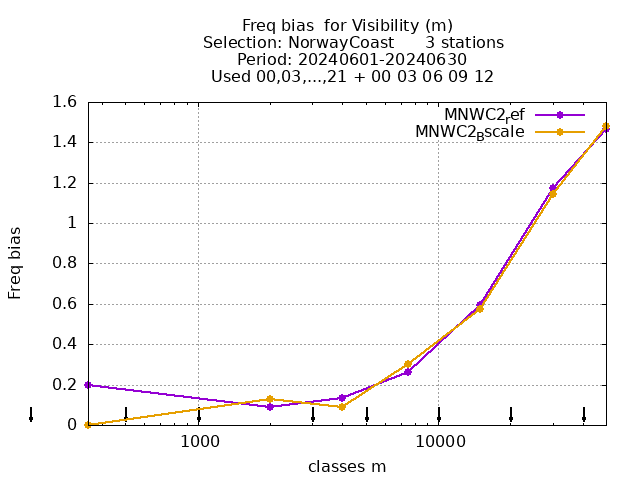 Freq bias  for Visibility (m)
Selection: NorwayCoast      3 stations
Period: 20240601-20240630
Used 00,03,...,21 + 00 03 06 09 12
MNWC2ref
MNWC2Bscale
1.6
1.4
1.2
1
0.8
0.6
0.4
0.2
0
Freq bias
1000 10000
classes m